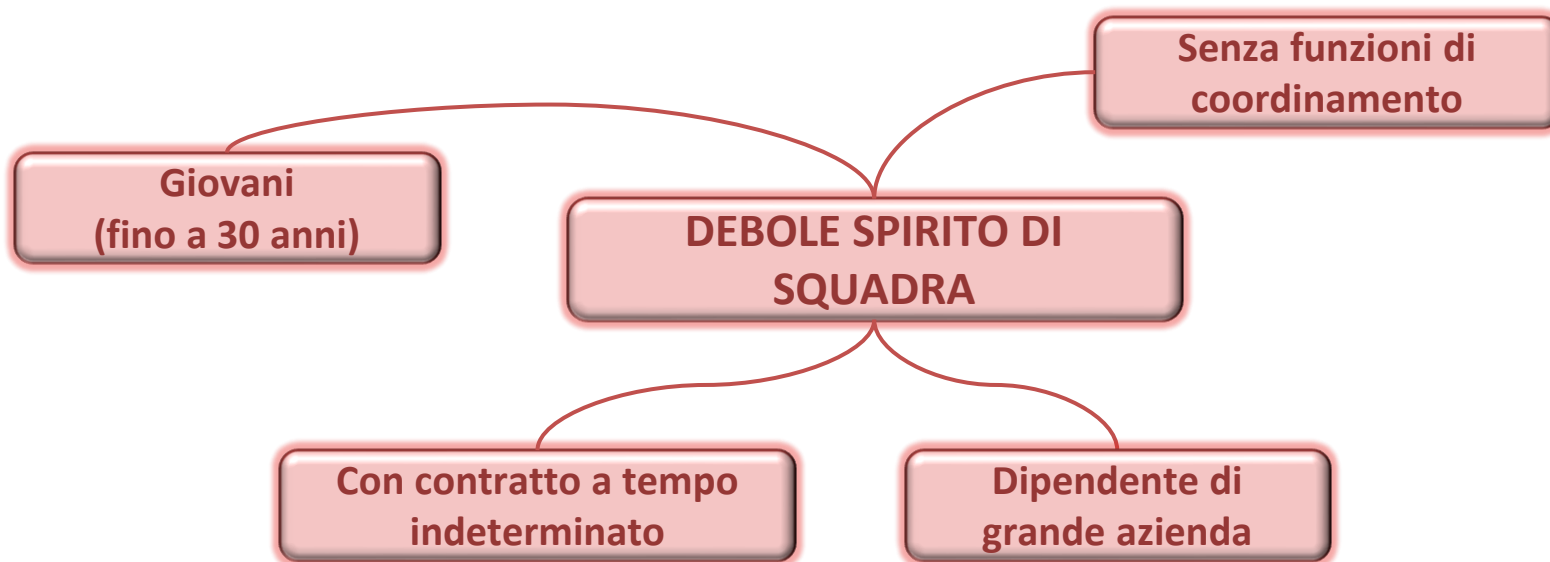 Senza funzioni di
coordinamento
Giovani
(fino a 30 anni)
DEBOLE SPIRITO DI
SQUADRA
Con contratto a tempo
indeterminato
Dipendente di
grande azienda